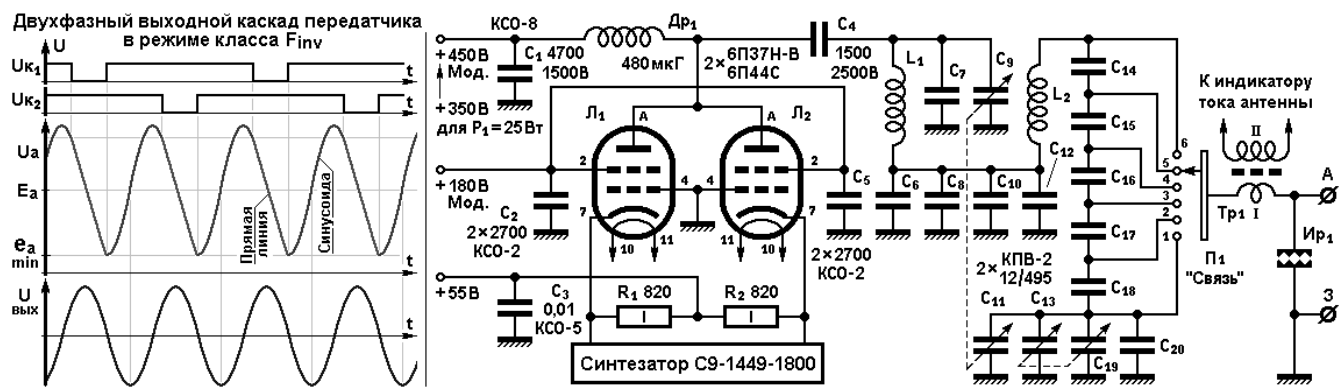 Двухфазный выходной каскад передатчика
в режиме класса Finv
U
Uк1
t
Uк2
t
Uа
Eа
eа
min
Прямая
линия
Синусоида
t
U
вых
t
+450В
Мод.
+350В
для P1=25Вт
+180В
Мод.
+55В
КСО-8
C1 4700
1500В
Др1
480мкГ
2×6П37Н-В
6П44С
C4
1500
2500В
Л1
A
2
4
7
10
11
Л2
A
2
4
7
10
11
C2
2×2700
КСО-2
C5
2×2700
КСО-2
C3
0,01
КСО-5
R1 820
R2 820
Синтезатор С9-1449-1800
L1
C7
C9
L2
C6
C8
C10
C12
C14
C15
C16
C17
C18
2×КПВ-2
12/495
C11
C13
C19
C20
6
5
4
3
2
1
П1
"Связь"
К индикатору
тока антенны
II
Тр1
I
А
Ир1
З